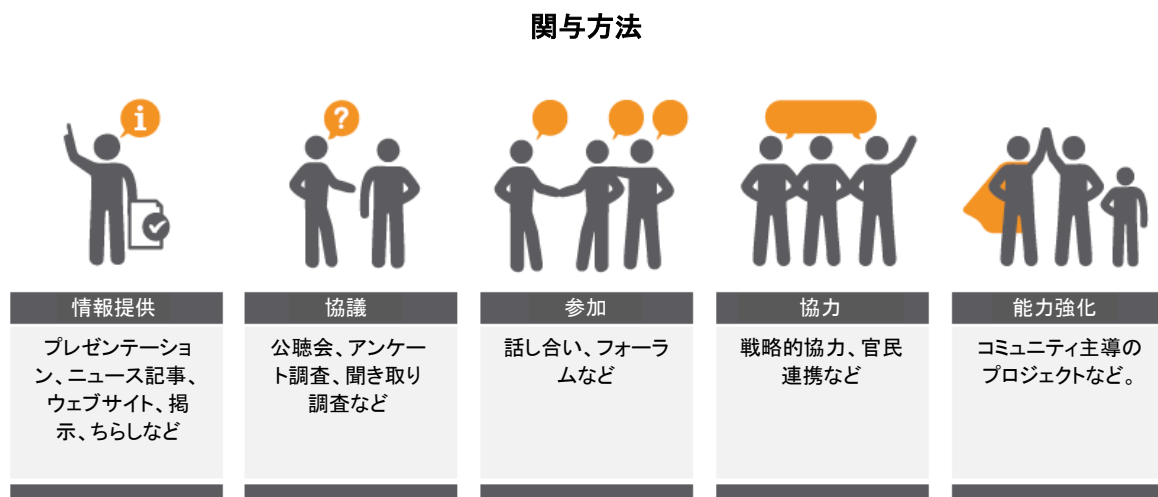 関与方法
i
?
情報提供
プレゼンテーショ
ン、ニュース記事、
ウェブサイト、掲
示、ちらしなど
協議
公聴会、アンケー
ト調査、聞き取り
調査など
参加
話し合い、フォーラ
ムなど
協力
戦略的協力、官民
連携など
能力強化
コミュニティ主導の
プロジェクトなど。